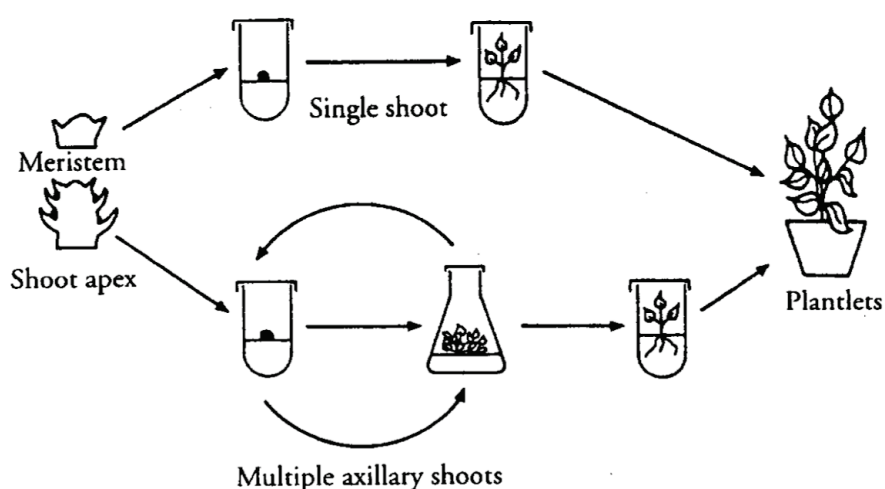 Single shoot
Meristem
Shoot apex
Plantlets
Multiple axillary shoots